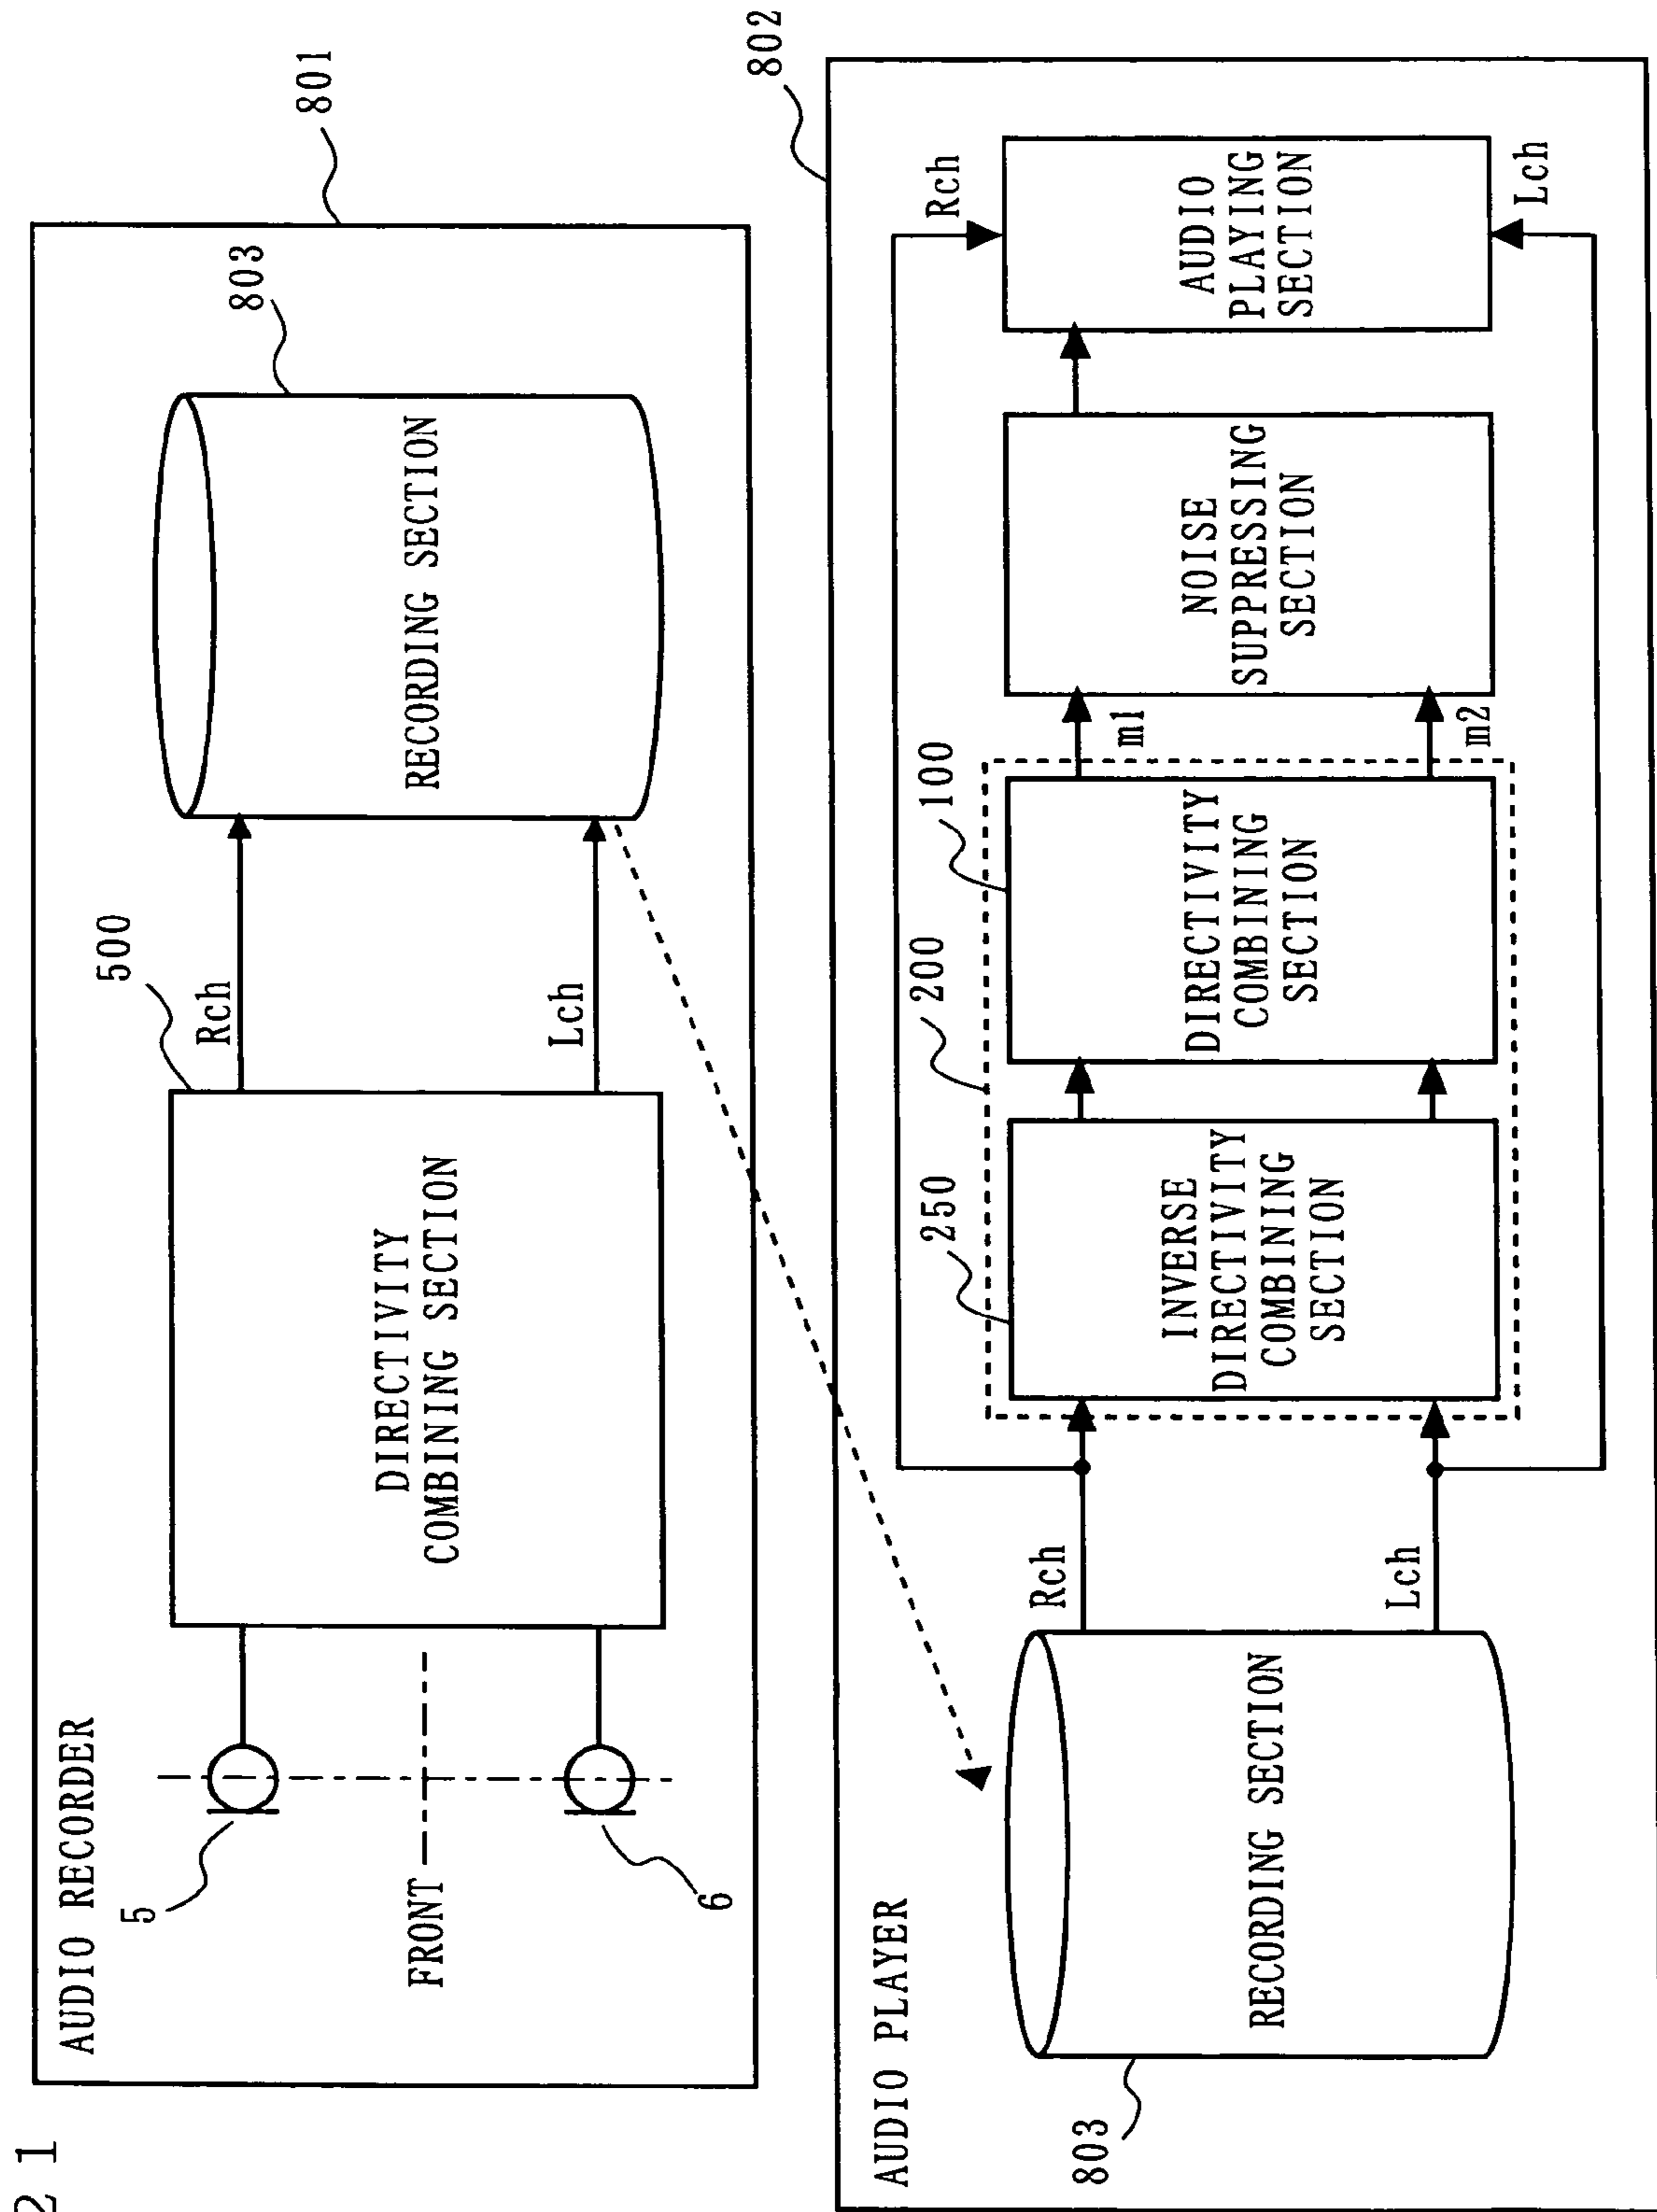 2 1
AUDIO RECORDER
801
5
FRONT
6
DIRECTIVITY
COMBINING SECTION
500
Rch
Lch
RECORDING SECTION
803
AUDIO PLAYER
802
803
RECORDING SECTION
Rch
Lch
250
INVERSE
DIRECTIVITY
COMBINING
SECTION
200
100
DIRECTIVITY
COMBINING
SECTION
m1
m2
NOISE
SUPPRESSING
SECTION
Rch
AUDIO
PLAYING
SECTION
Lch